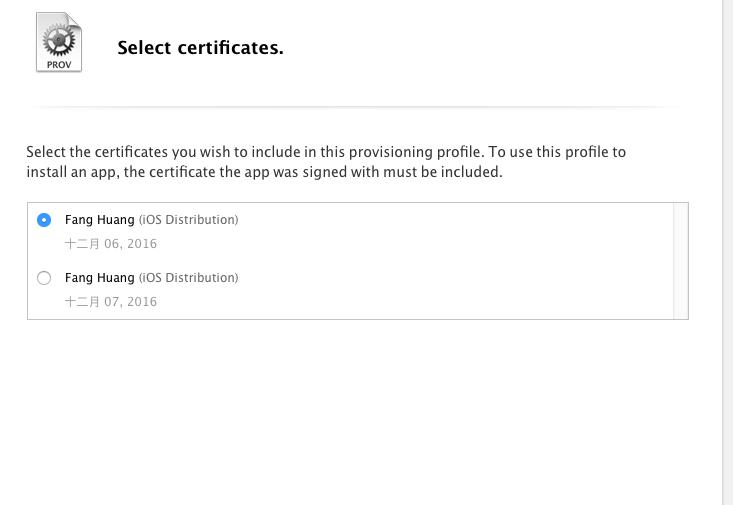 PROV
Select certificates.
Select the certificates you wish to include in this provisioning profile. To use this profile to
install an app, the certificate the app was signed with must be included.
Fang Huang (iOS Distribution)
十二月 06, 2016
Fang Huang (iOS Distribution)
十二月 07, 2016